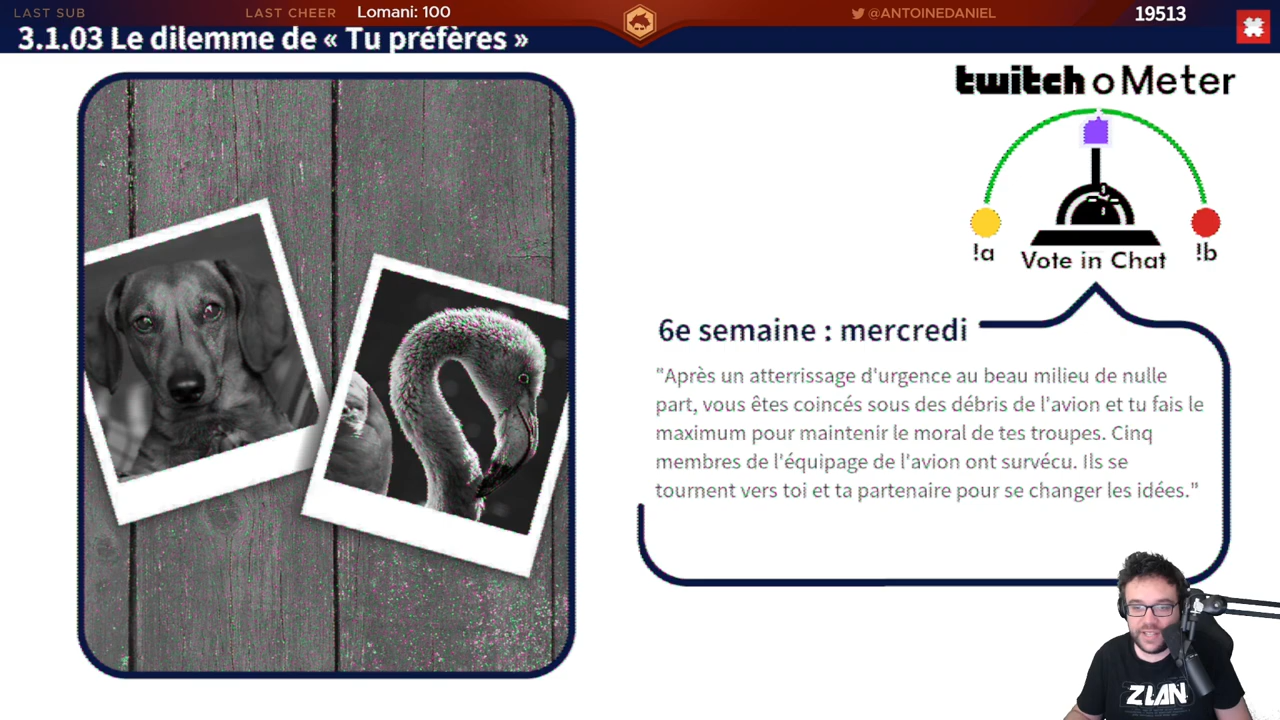 LAST SUB
LAST CHEER
Lomani: 100
@ANTOINEDANIEL
19513
3.1.03 Le dilemme de « Tu préfères »
twitch o Meter
!a
Vote in Chat
!b
6e semaine : mercredi
"Après un atterrissage d'urgence au beau milieu de nulle
part, vous êtes coincés sous des débris de l'avion et tu fais le
maximum pour maintenir le moral de tes troupes. Cinq
membres de l'équipage de l'avion ont survécu. Ils se
tournent vers toi et ta partenaire pour se changer les idées."
ZLAN